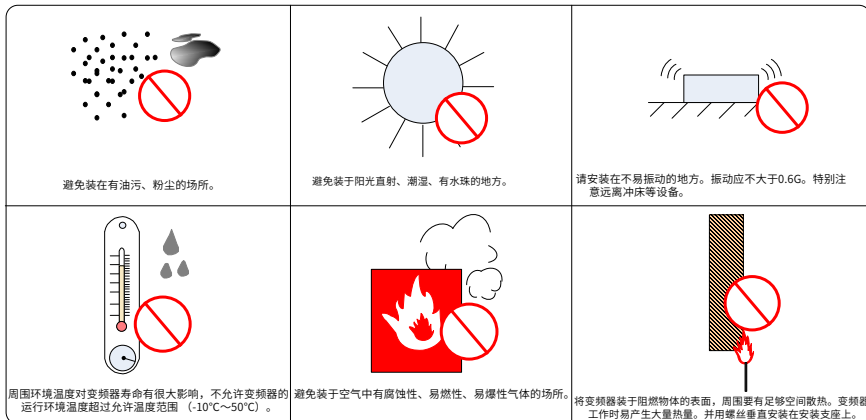 避免装在有油污、粉尘的场所。
避免装于阳光直射、潮湿、有水珠的地方。
请安装在不易振动的地方。振动应不大于0.6G。特别注
意远离冲床等设备。
周围环境温度对变频器寿命有很大影响，不允许变频器的
运行环境温度超过允许温度范围 （-10℃～50℃）。
避免装于空气中有腐蚀性、易燃性、易爆性气体的场所。
将变频器装于阻燃物体的表面，周围要有足够空间散热。变频器
工作时易产生大量热量。并用螺丝垂直安装在安装支座上。